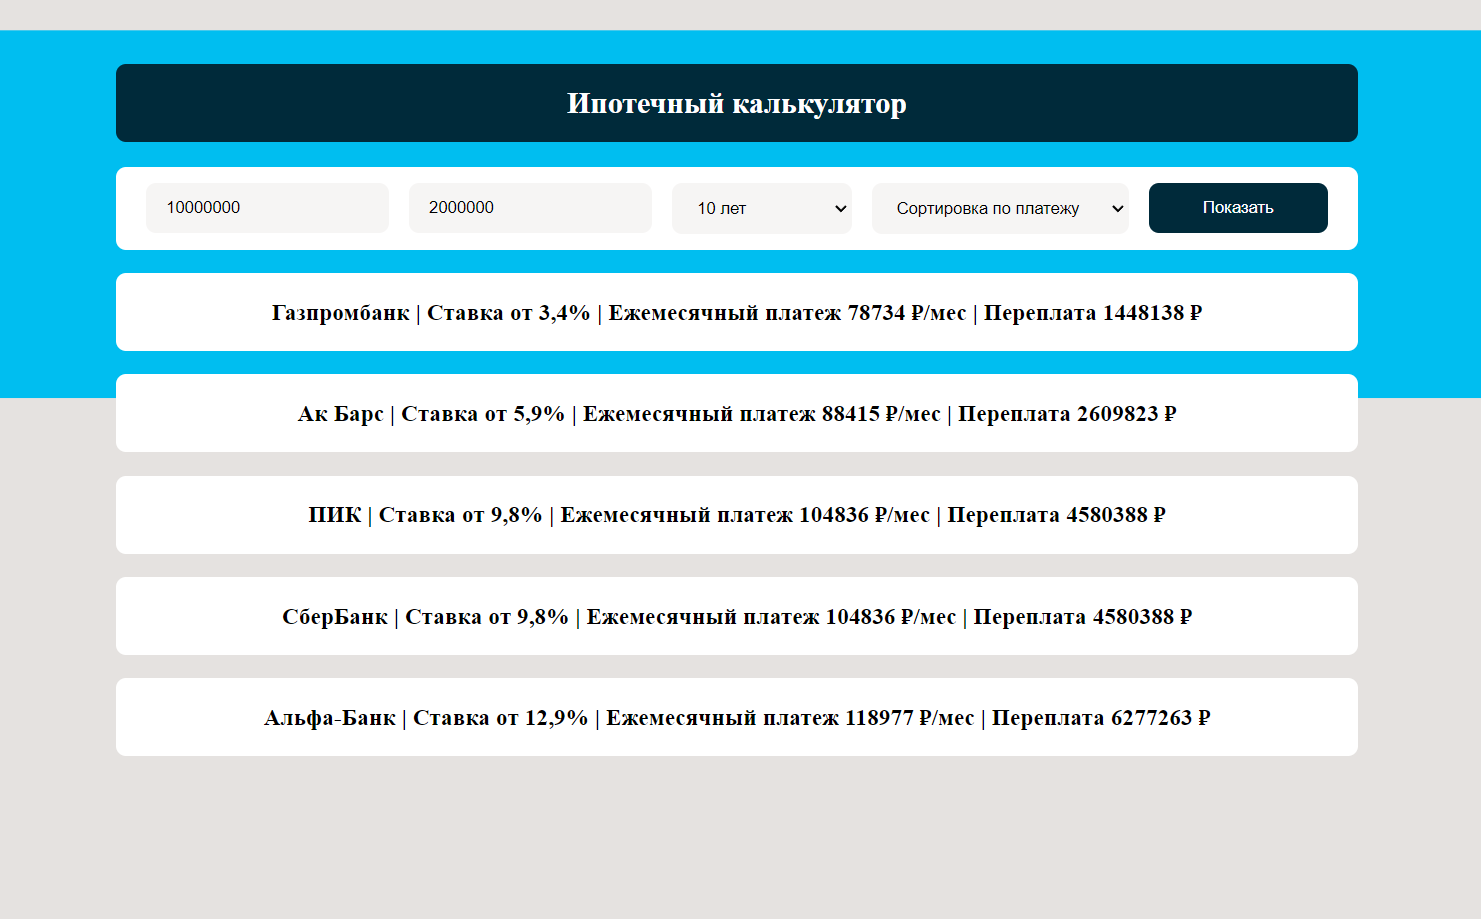 Ипотечный калькулятор
10000000 2000000 10 лет Сортировка по платежу Показать
Газпромбанк | Ставка от 3,4% | Ежемесячный платеж 78734 ₽/мес | Переплата 1448138 ₽
Ак Барс | Ставка от 5,9% | Ежемесячный платеж 88415 ₽/мес | Переплата 2609823 ₽
ПИК | Ставка от 9,8% | Ежемесячный платеж 104836 ₽/мес | Переплата 4580388 ₽
СберБанк | Ставка от 9,8% | Ежемесячный платеж 104836 ₽/мес | Переплата 4580388 ₽
Альфа-Банк | Ставка от 12,9% | Ежемесячный платеж 118977 ₽/мес | Переплата 6277263 ₽